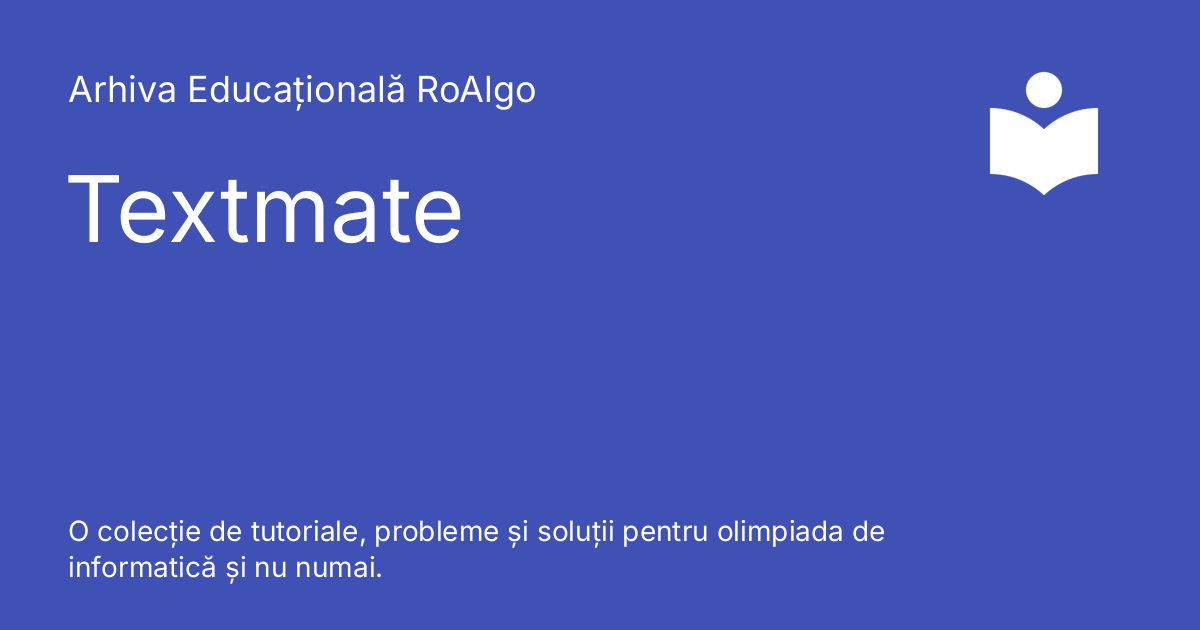 Arhiva Educațională RoAlgo
Textmate
O colecție de tutoriale, probleme și soluții pentru olimpiada de
informatică și nu numai.